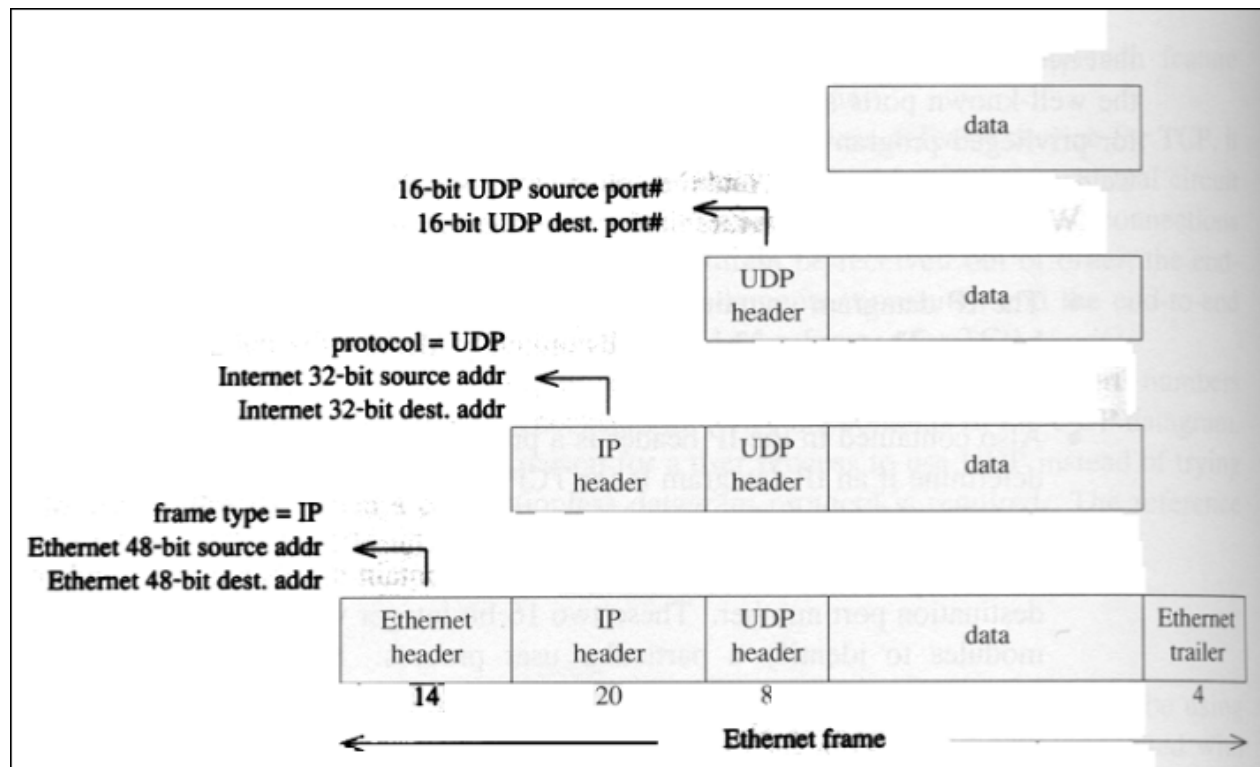 data
16-bit UDP source port#
16-bit UDP dest. port#
UDP
header
data
protocol = UDP
Internet 32-bit source addr
Internet 32-bit dest. addr
IP
header
UDP
header
data
frame type = IP
Ethernet 48-bit source addr
Ethernet 48-bit dest. addr
Ethernet
header
IP
header
UDP
header
data
Ethernet
trailer
14
20
8
4
Ethernet frame